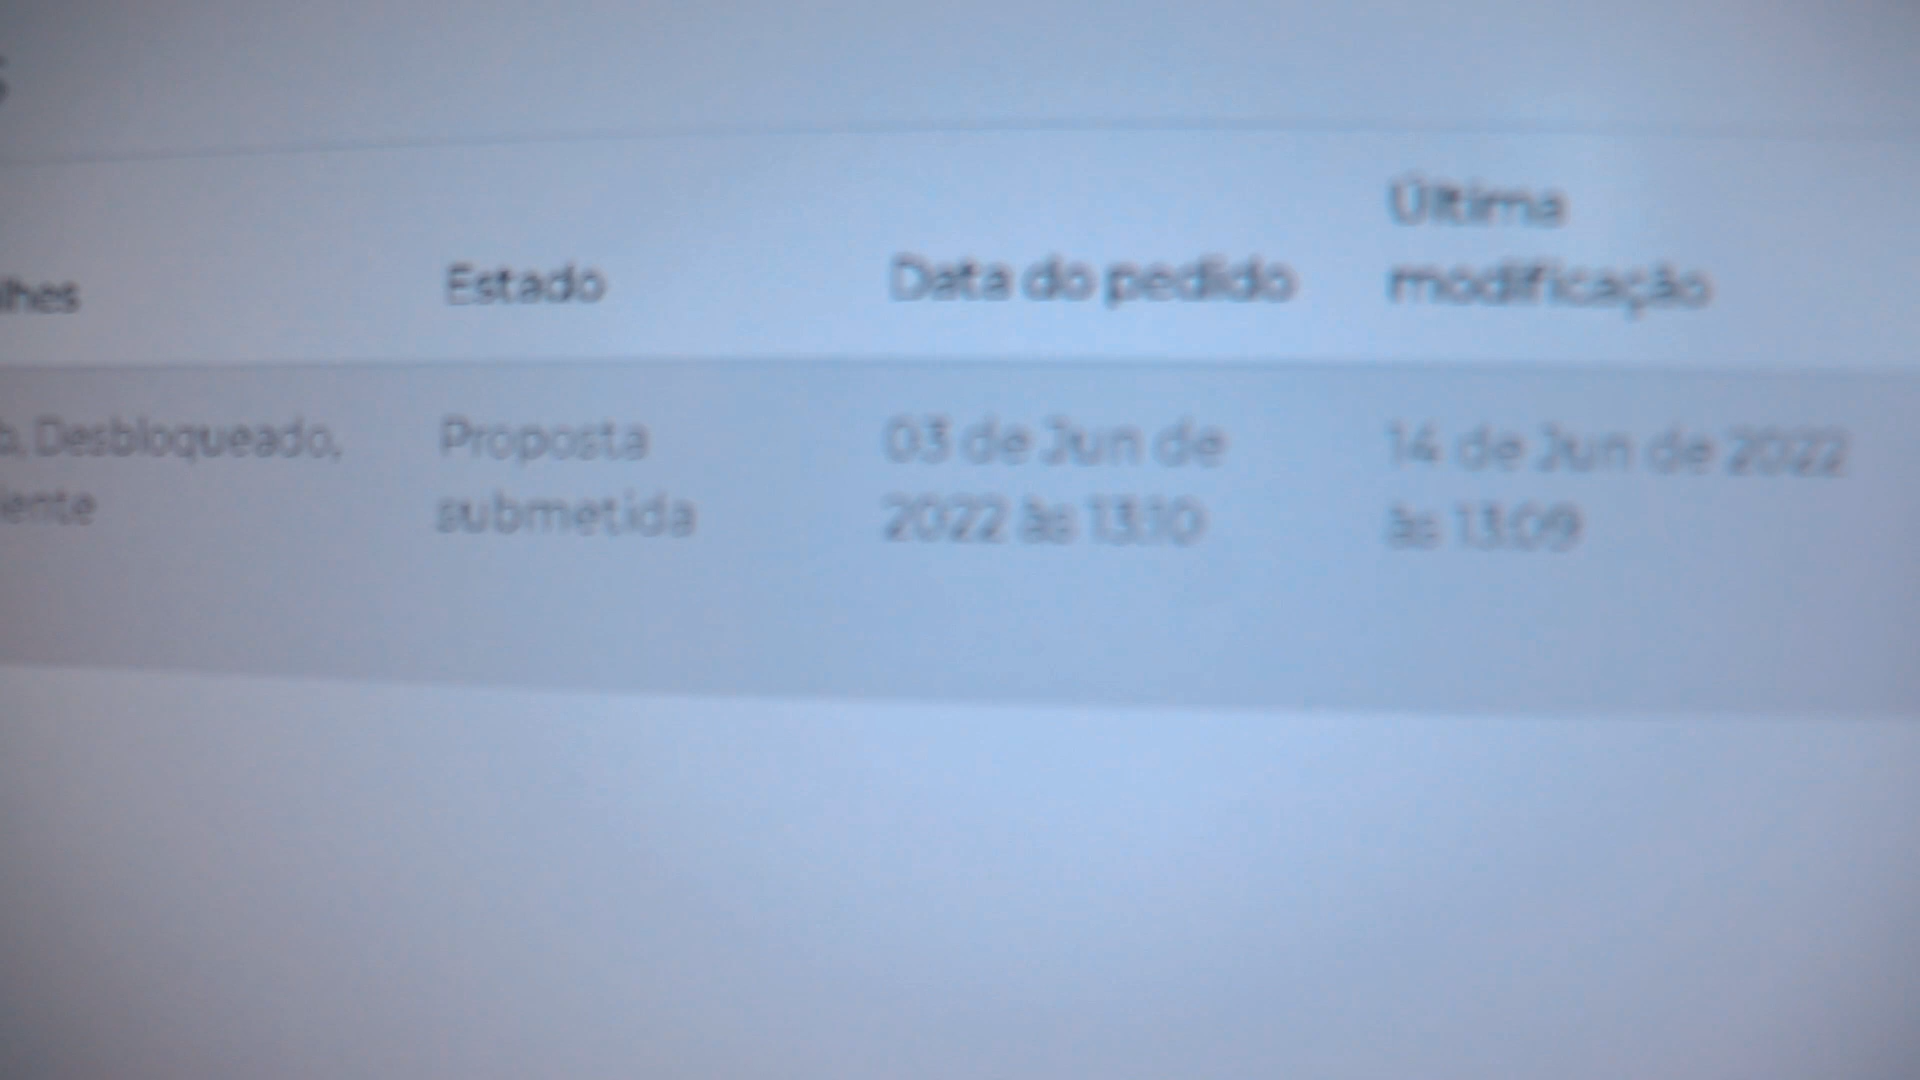 lhes Estado Data do pedido Última
modificação
Desbloqueado, Proposta 03 de Jun de 14 de Jun de 2022
iente submetida 2022 às 13:10 às 13:09